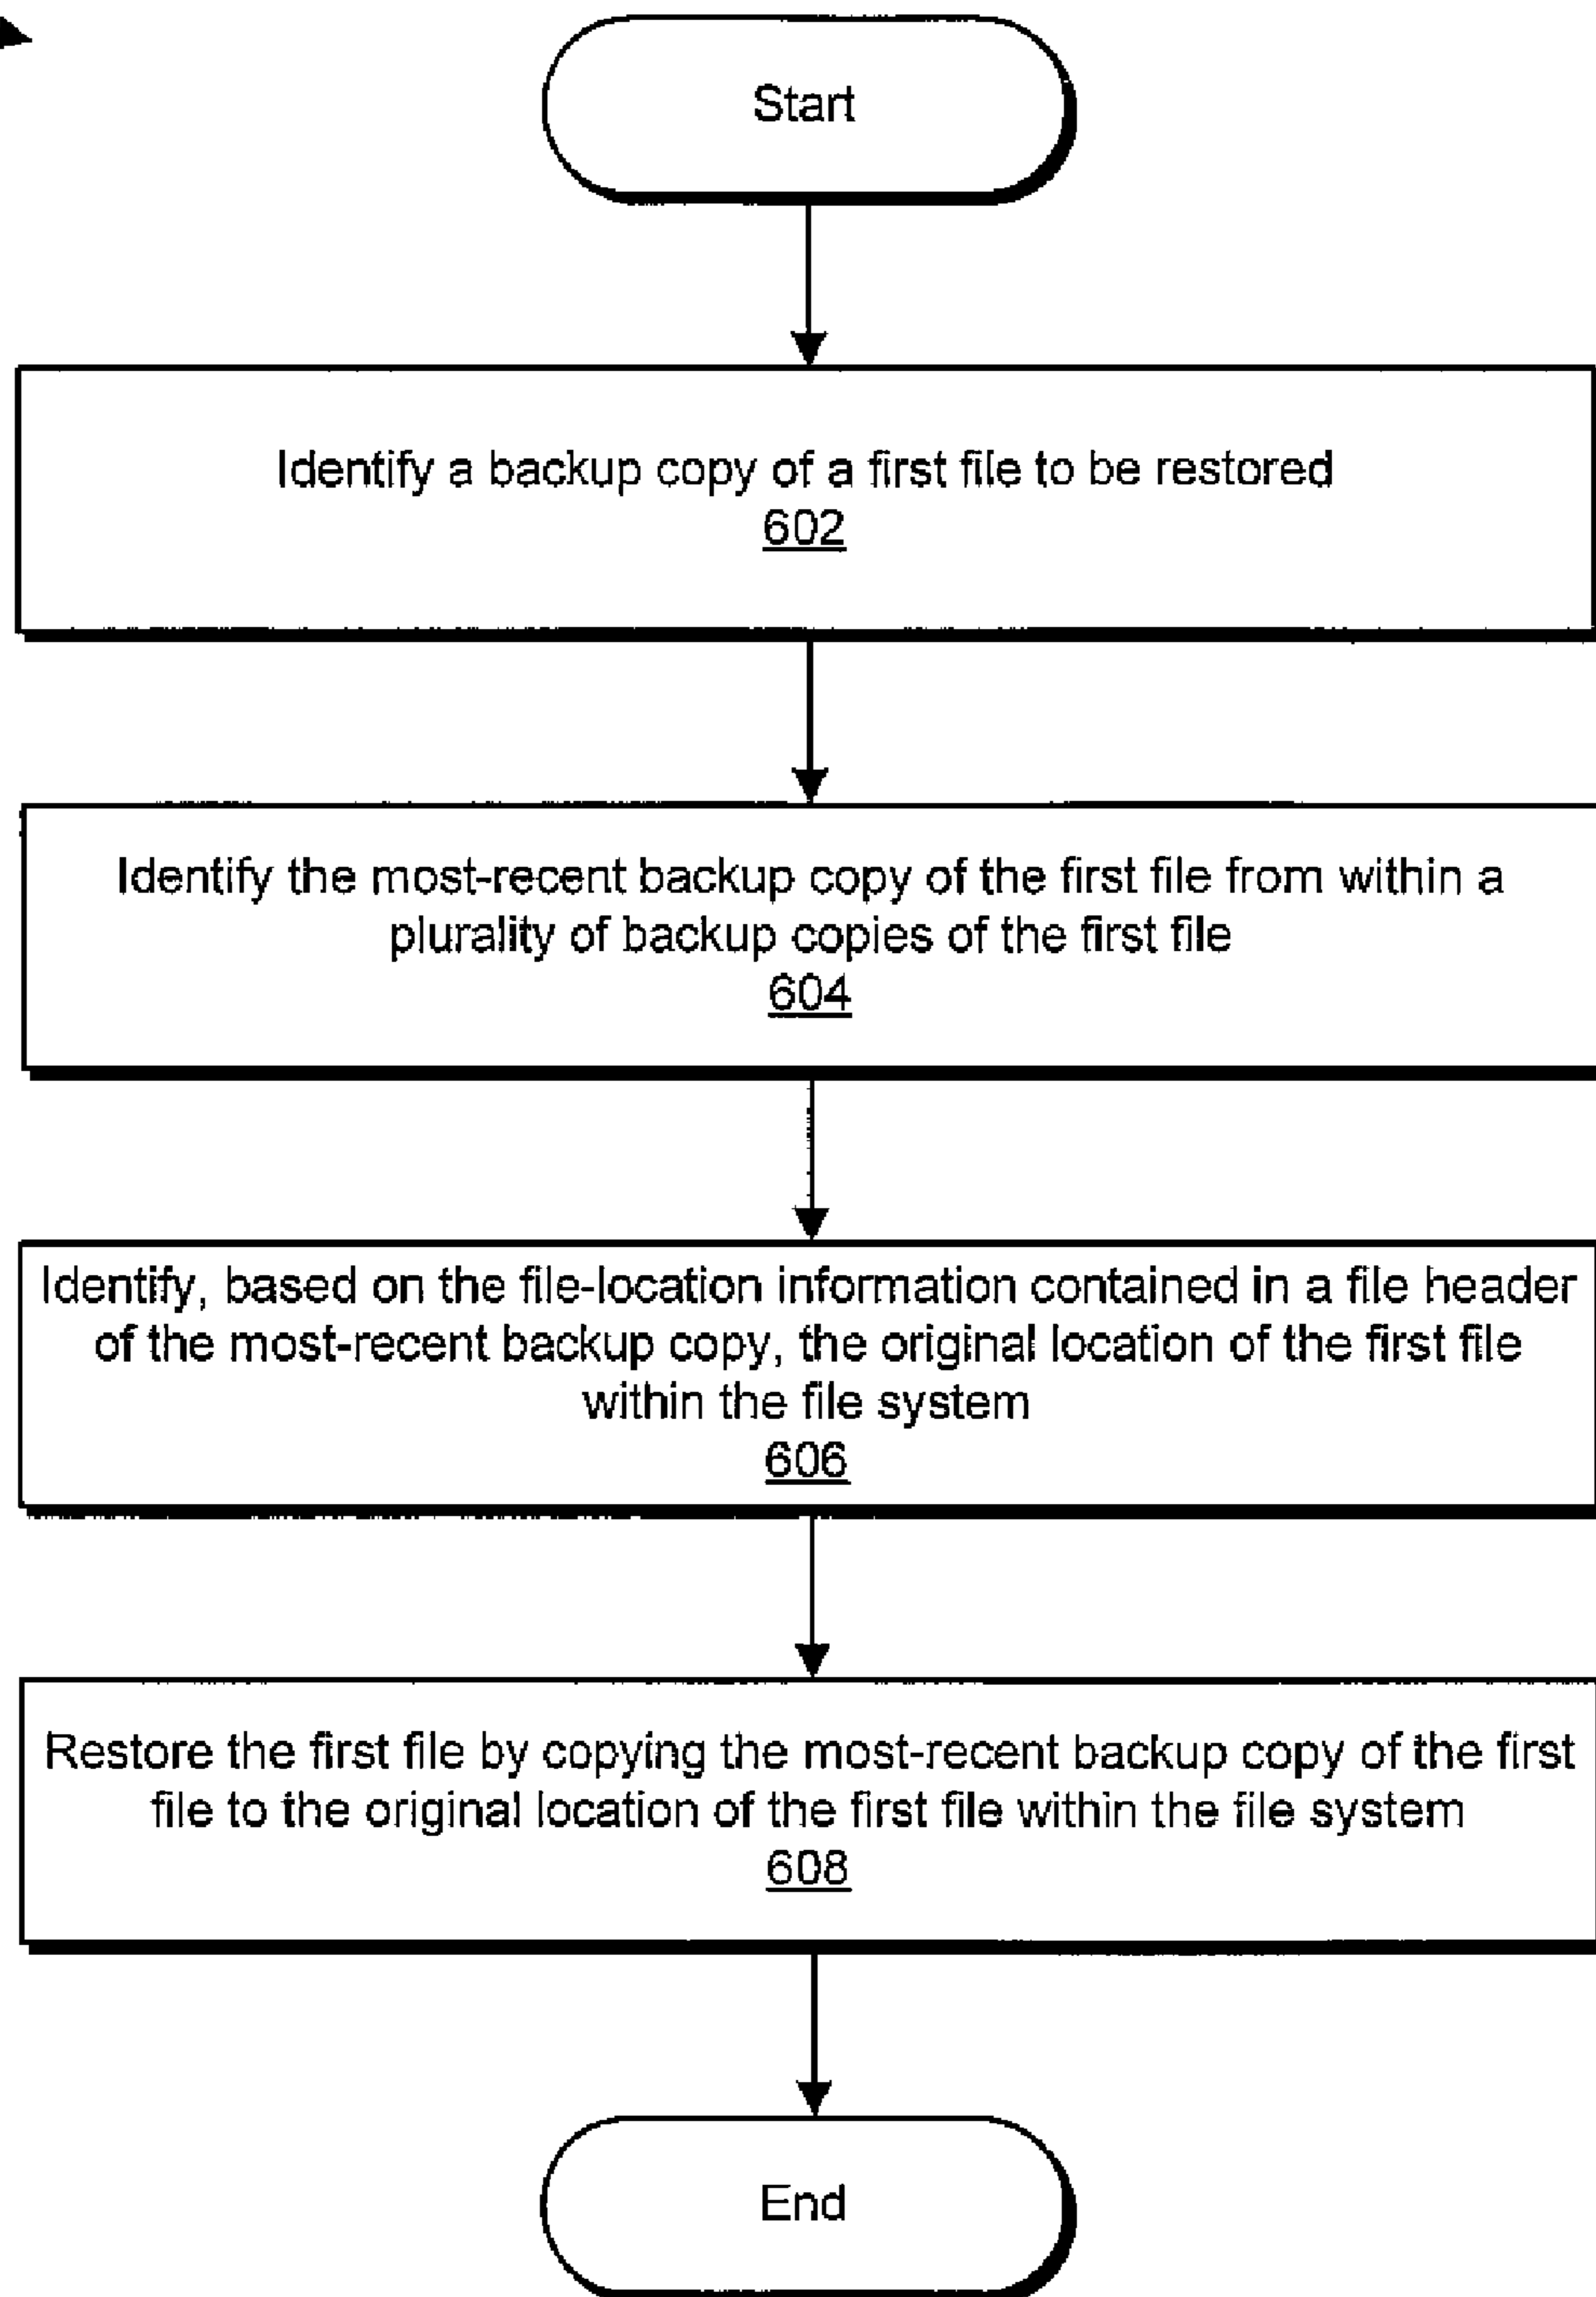 Start
Identify a backup copy of a first file to be restored
602
Identify the most-recent backup copy of the first file from within a
plurality of backup copies of the first file
604
Identify, based on the file-location information contained in a file header
of the most-recent backup copy, the original location of the first file
within the file system
606
Restore the first file by copying the most-recent backup copy of the first
file to the original location of the first file within the file system
608
End